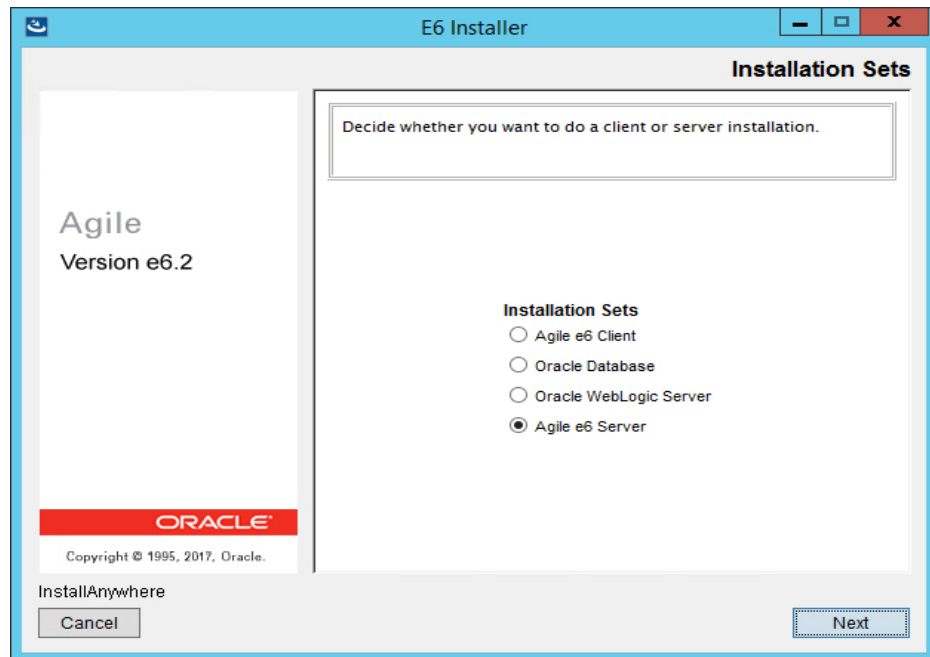 E6 Installer
Installation Sets
Decide whether you want to do a client or server installation.
Agile
Version e6.2
Installation Sets
Agile e6 Client
Oracle Database
Oracle WebLogic Server
Agile e6 Server
ORACLE®
Copyright © 1995, 2017, Oracle.
InstallAnywhere
Cancel
Next